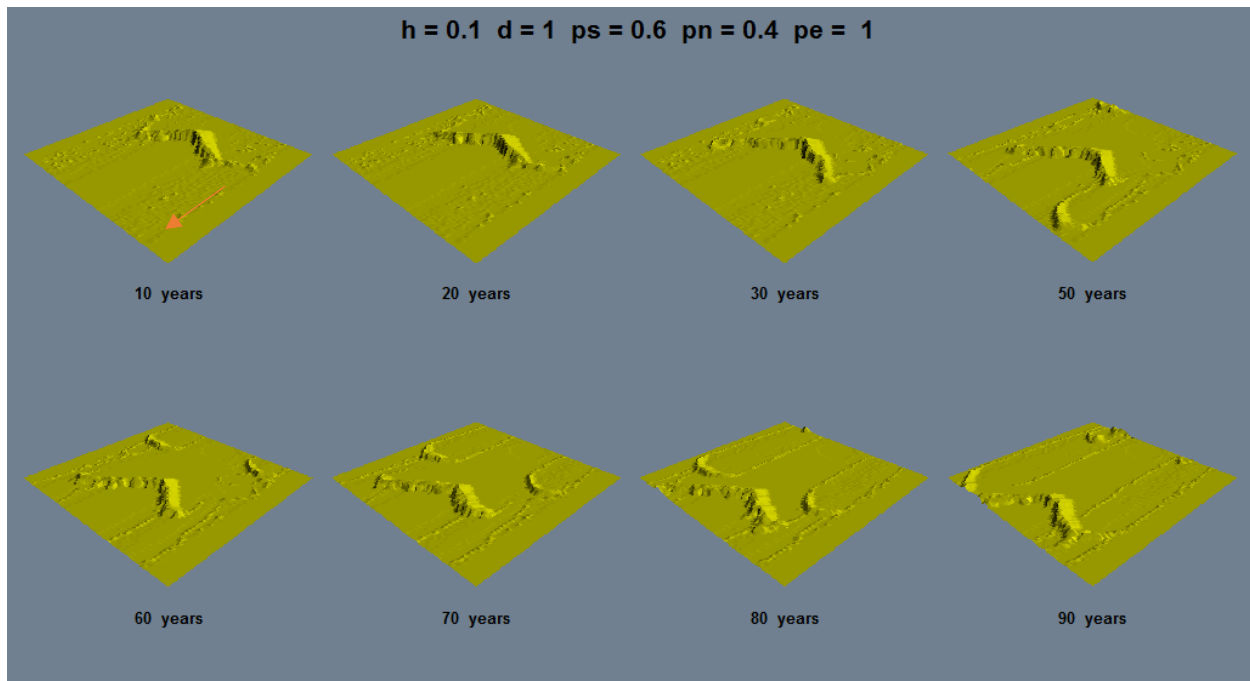 h = 0.1 d = 1 ps = 0.6 pn = 0.4 pe = 1
10 years
20 years
30 years
50 years
60 years
70 years
80 years
90 years